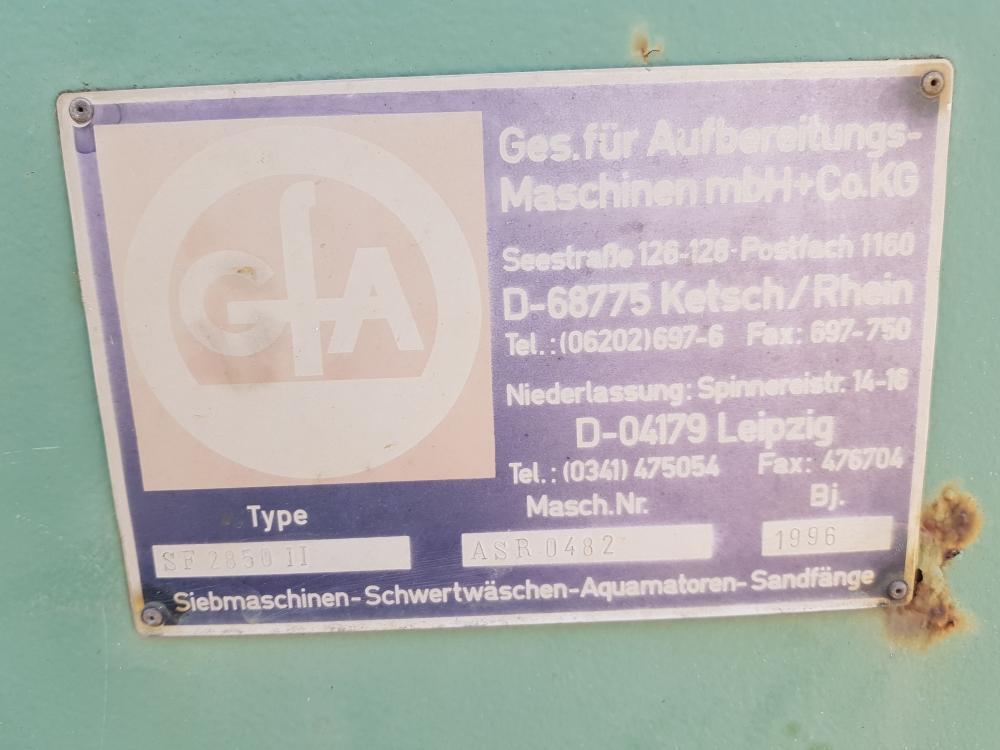 GfA
Ges. für Aufbereitungs-
Maschinen mbH+Co.KG
Seestraße 126-128·Postfach 1160
D-68775 Ketsch/Rhein
Tel.:(06202)697-6 Fax: 697-750
Niederlassung: Spinnereistr. 14-16
D-04179 Leipzig
Tel.: (0341) 475054 Fax: 476704
Type Masch.Nr. Bj.
SF 2850 II ASR 0482 1996
Siebmaschinen-Schwertwäschen-Aquamatoren-Sandfänge